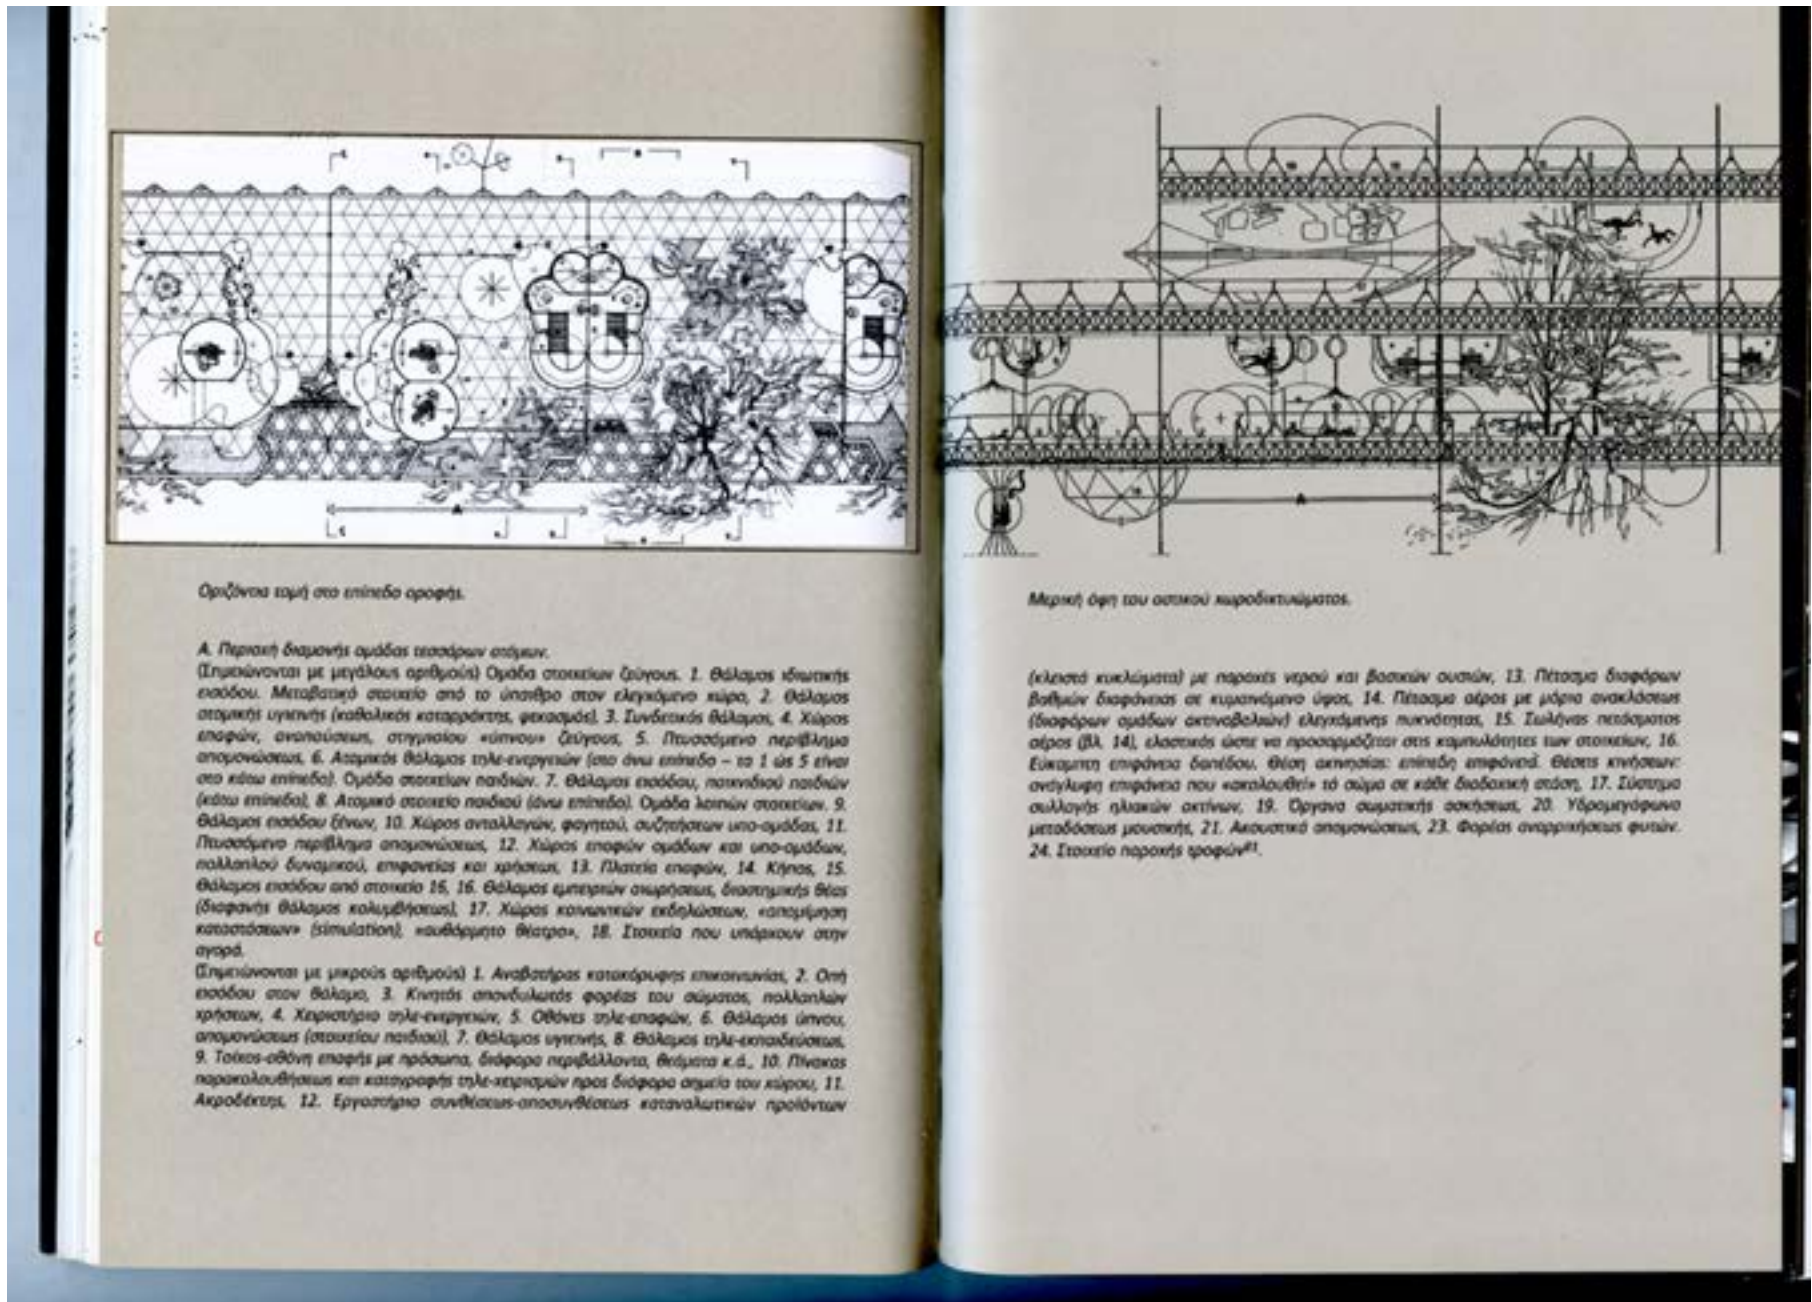 Οριζόντια τομή στο επίπεδο οροφής.
Α. Περιοχή διαμονής ομάδας τεσσάρων ατόμων.
(Σημειώνονται με μεγάλους αριθμούς) Ομάδα στοιχείων ζεύγους. 1. Θάλαμος ιδιωτικής
εισόδου. Μεταβατικό στοιχείο από το ύπαιθρο στον ελεγχόμενο χώρο, 2. Θάλαμος
ατομικής υγιεινής (καθολικός καταρράκτης, ψεκασμός), 3. Συνδετικός θάλαμος, 4. Χώρος
επαφών, αναπαύσεως, στιγμιαίου «ύπνου» ζεύγους, 5. Πτυσσόμενο περίβλημα
απομονώσεως, 6. Ατομικός θάλαμος τηλε-ενεργειών (στο άνω επίπεδο – τα 1 ώς 5 είναι
στο κάτω επίπεδο). Ομάδα στοιχείων παιδιών. 7. Θάλαμος εισόδου, παιχνιδιού παιδιών
(κάτω επίπεδο), 8. Ατομικό στοιχείο παιδιού (άνω επίπεδο). Ομάδα λοιπών στοιχείων. 9.
Θάλαμος εισόδου ξένων, 10. Χώρος ανταλλαγών, φαγητού, συζητήσεων υπο-ομάδας, 11.
Πτυσσόμενο περίβλημα απομονώσεως, 12. Χώρος επαφών ομάδων και υπο-ομάδων,
πολλαπλού δυναμικού, επιφανείας και χρήσεως, 13. Πλατεία επαφών, 14. Κήπος, 15.
Θάλαμος εισόδου από στοιχείο 16, 16. Θάλαμος εμπειριών αιωρήσεως, διαστημικής θέας
(διαφανής θάλαμος κολυμβήσεως), 17. Χώρος κοινωνικών εκδηλώσεων, «απομίμηση
καταστάσεων» (simulation), «αυθόρμητο θέατρο», 18. Στοιχεία που υπάρχουν στην
αγορά.
(Σημειώνονται με μικρούς αριθμούς) 1. Αναβατήρας κατακόρυφης επικοινωνίας, 2. Οπή
εισόδου στον θάλαμο, 3. Κινητός σπονδυλωτός φορέας του σώματος, πολλαπλών
χρήσεων, 4. Χειριστήριο τηλε-ενεργειών, 5. Οθόνες τηλε-επαφών, 6. Θάλαμος ύπνου,
απομονώσεως (στοιχείου παιδιού), 7. Θάλαμος υγιεινής, 8. Θάλαμος τηλε-εκπαιδεύσεως,
9. Τοίχος-οθόνη επαφής με πρόσωπα, διάφορα περιβάλλοντα, θεάματα κ.ά., 10. Πίνακας
παρακολουθήσεως και καταγραφής τηλε-χειρισμών προς διάφορα σημεία του χώρου, 11.
Ακροδέκτης, 12. Εργαστήριο συνθέσεως-αποσυνθέσεως καταναλωτικών προϊόντων
A
Μερική όψη του αστικού χωροδικτυώματος.
(κλειστά κυκλώματα) με παροχές νερού και βασικών ουσιών, 13. Πέτασμα διαφόρων
βαθμών διαφάνειας σε κυμαινόμενο ύψος, 14. Πέτασμα αέρος με μόρια ανακλάσεως
(διαφόρων ομάδων ακτινοβολιών) ελεγχόμενης πυκνότητας, 15. Σωλήνας πετάσματος
αέρος (βλ. 14), ελαστικός ώστε να προσαρμόζεται στις καμπυλότητες των στοιχείων, 16.
Εύκαμπτη επιφάνεια δαπέδου. Θέση ακινησίας: επίπεδη επιφάνειά. Θέσεις κινήσεως:
ανάγλυφη επιφάνεια που «ακολουθεί» τό σώμα σε κάθε διαδοχική στάση, 17. Σύστημα
συλλογής ηλιακών ακτίνων, 19. Όργανα σωματικής ασκήσεως, 20. Υδρομεγάφωνα
μεταδόσεως μουσικής, 21. Ακουστικά απομονώσεως, 23. Φορέας αναρριχήσεως φυτών.
24. Στοιχείο παροχής τροφών⁸¹.
A